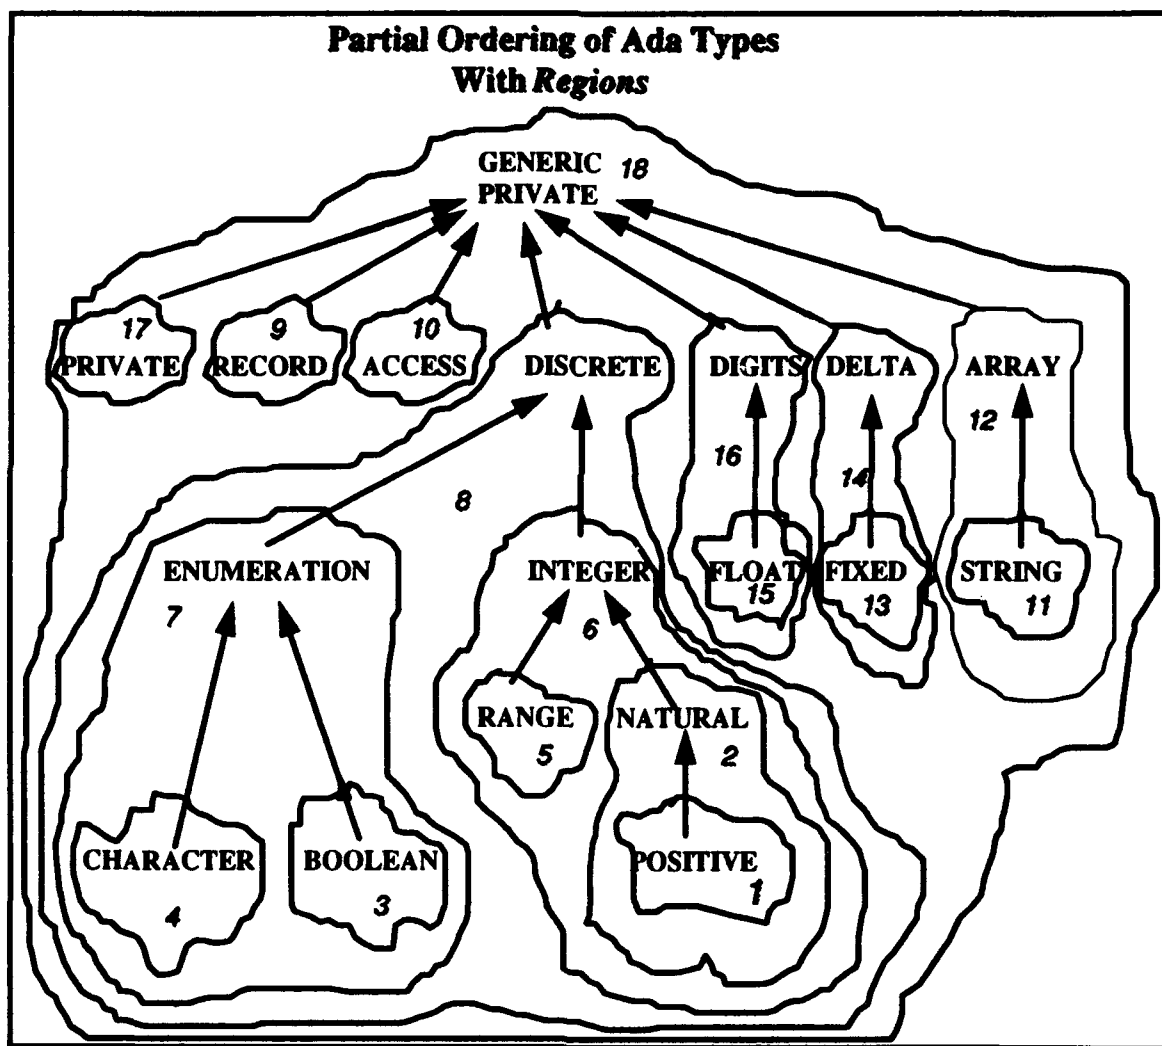 Partial Ordering of Ada Types
With Regions
GENERIC 18
PRIVATE
17 9 10
PRIVATE RECORD ACCESS DISCRETE DIGITS DELTA ARRAY
12
16 14
8
ENUMERATION INTEGER FLOAT FIXED STRING
15 13 11
7 6
RANGE NATURAL
5 2
CHARACTER BOOLEAN POSITIVE
4 3 1